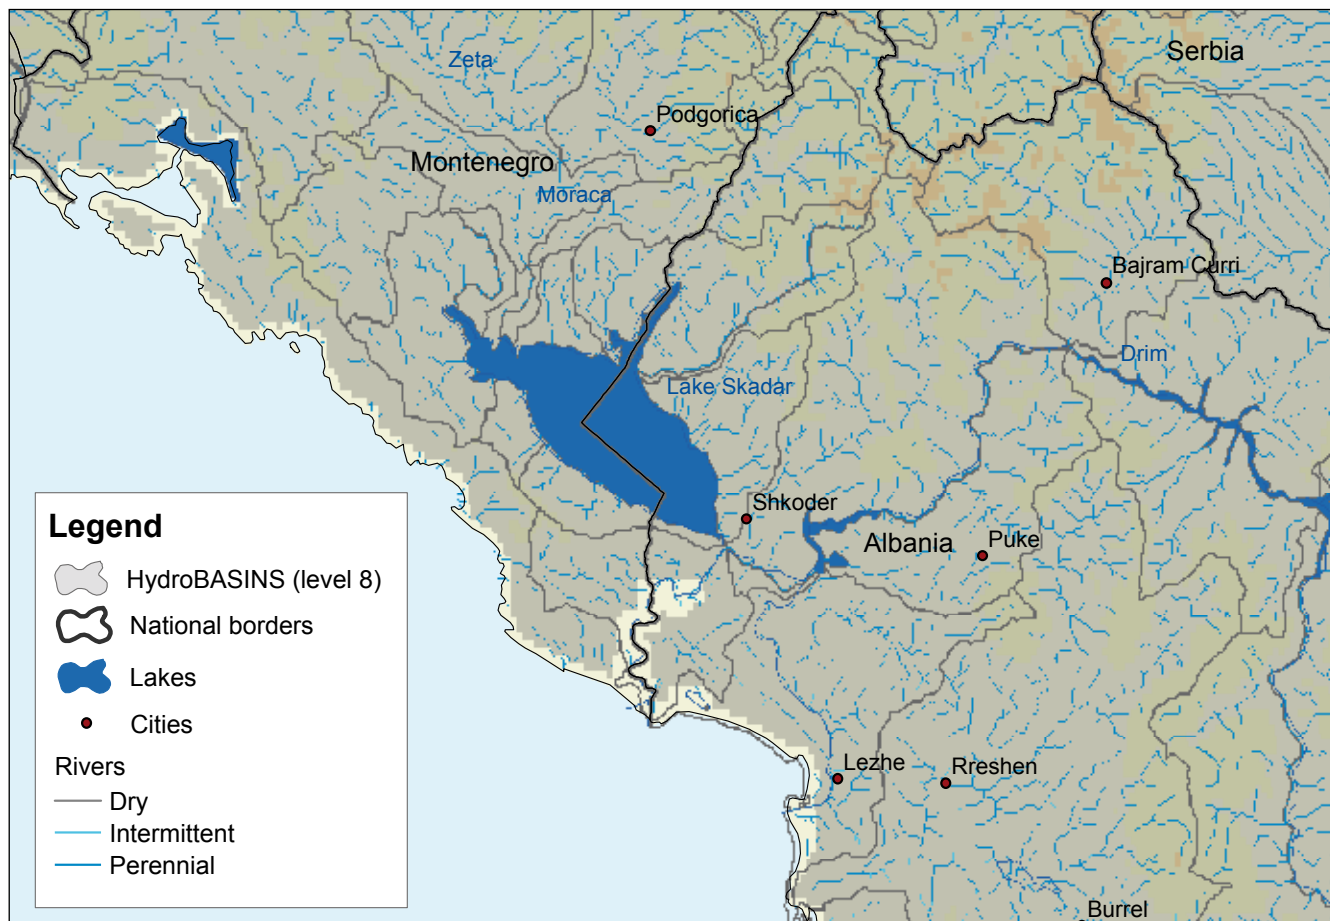 Serbia
Zeta
Podgorica
Montenegro
Moraca
Bajram Curri
Drim
Lake Skadar
Shkoder
Albania
Puke
Lezhe
Rreshen
Burrel
Legend
HydroBASINS (level 8)
National borders
Lakes
Cities
Rivers
Dry
Intermittent
Perennial